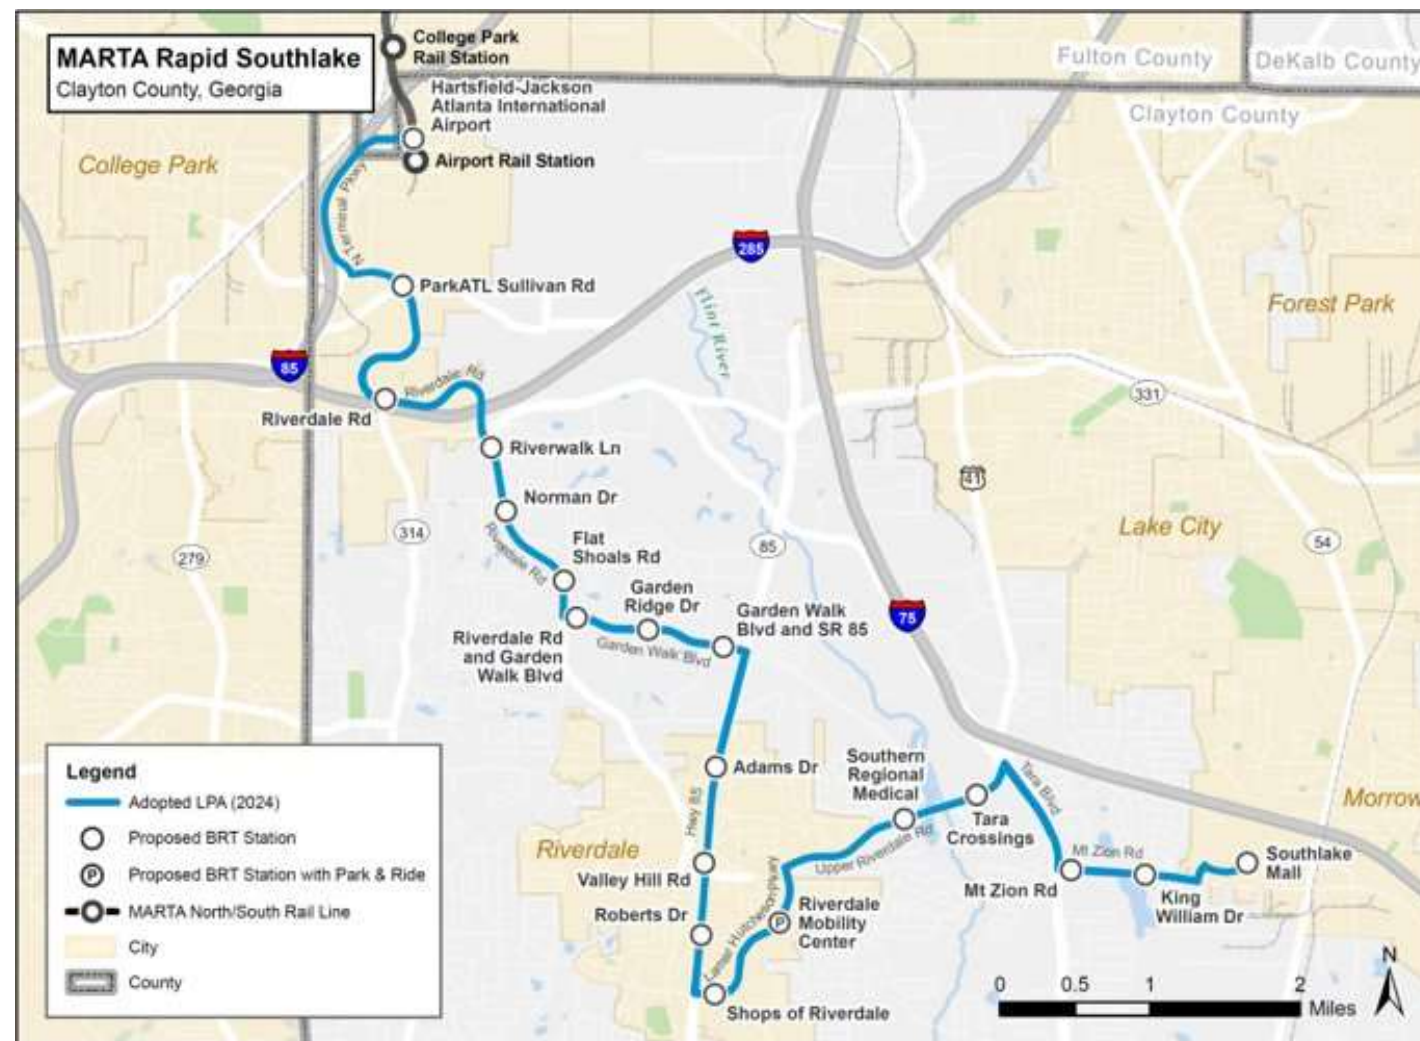 MARTA Rapid Southlake
Clayton County, Georgia
College Park
Rail Station
Hartsfield-Jackson
Atlanta International
Airport
Airport Rail Station
Fulton County
DeKalb County
Clayton County
College Park
N Terminal Pkwy
285
ParkATL Sullivan Rd
Flint River
Forest Park
85
Riverdale Rd
Riverdale Rd
331
Riverwalk Ln
41
Norman Dr
314
Riverdale Rd
Flat
Shoals Rd
85
Lake City
54
279
Garden
Ridge Dr
Garden Walk
Blvd and SR 85
75
Riverdale Rd
and Garden
Walk Blvd
Garden Walk Blvd
Adams Dr
Hwy 85
Southern
Regional
Medical
Tara Blvd
Tara
Crossings
Morrow
Riverdale
Upper Riverdale Rd
Mt Zion Rd
Southlake
Mall
Valley Hill Rd
Mt Zion Rd
King
William Dr
Roberts Dr
Lamar Hutcheson Pkwy
P
Riverdale
Mobility
Center
Shops of Riverdale
Legend
Adopted LPA (2024)
Proposed BRT Station
P
Proposed BRT Station with Park & Ride
MARTA North/South Rail Line
City
County
N
0 0.5 1 2
Miles